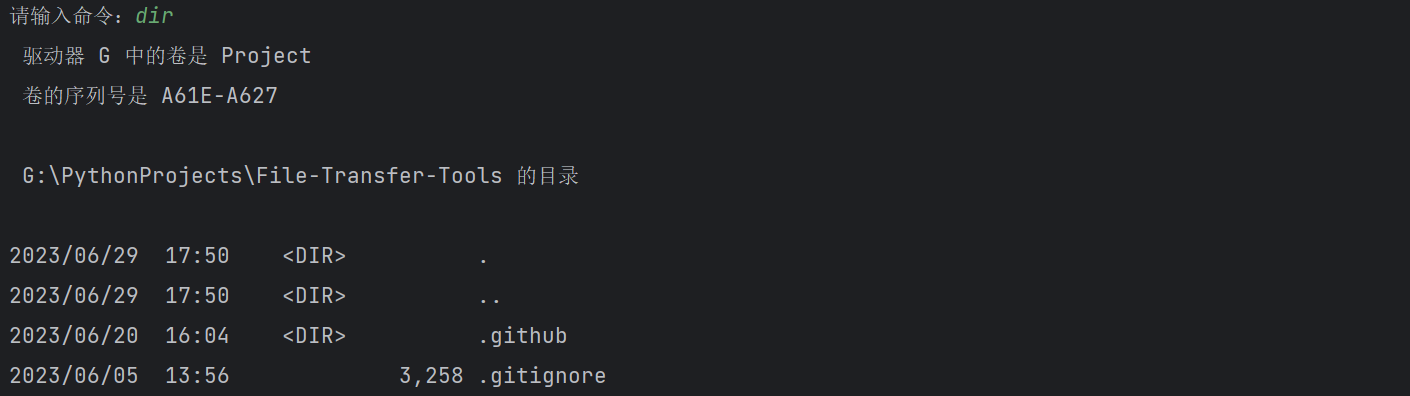 请输入命令：dir
驱动器 G 中的卷是 Project
卷的序列号是 A61E-A627
G:\PythonProjects\File-Transfer-Tools 的目录
2023/06/29  17:50    <DIR>          .
2023/06/29  17:50    <DIR>          ..
2023/06/20  16:04    <DIR>          .github
2023/06/05  13:56             3,258 .gitignore